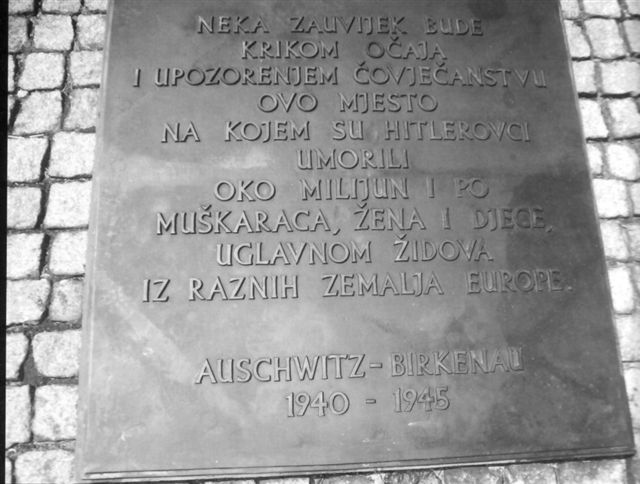 NEKA ZAUVIJEK BUDE
KRIKOM OČAJA
I UPOZORENJEM ČOVJEČANSTVU
OVO MJESTO
NA KOJEM SU HITLEROVCI
UMORILI
OKO MILIJUN I PO
MUŠKARACA, ŽENA I DJECE,
UGLAVNOM ŽIDOVA
IZ RAZNIH ZEMALJA EUROPE.
AUSCHWITZ - BIRKENAU
1940 - 1945